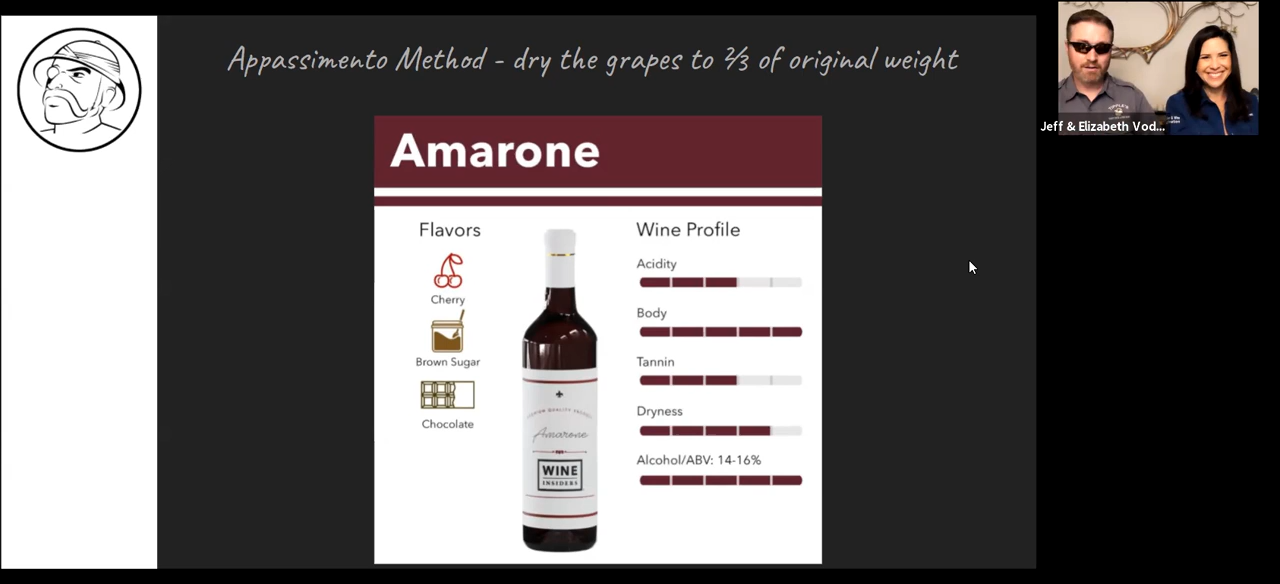 Appassimento Method - dry the grapes to ⅔ of original weight
Jeff & Elizabeth Vod...
Amarone
Flavors
Cherry
Brown Sugar
Chocolate
Amarone
WINE
INSIDERS
Wine Profile
Acidity
Body
Tannin
Dryness
Alcohol/ABV: 14-16%